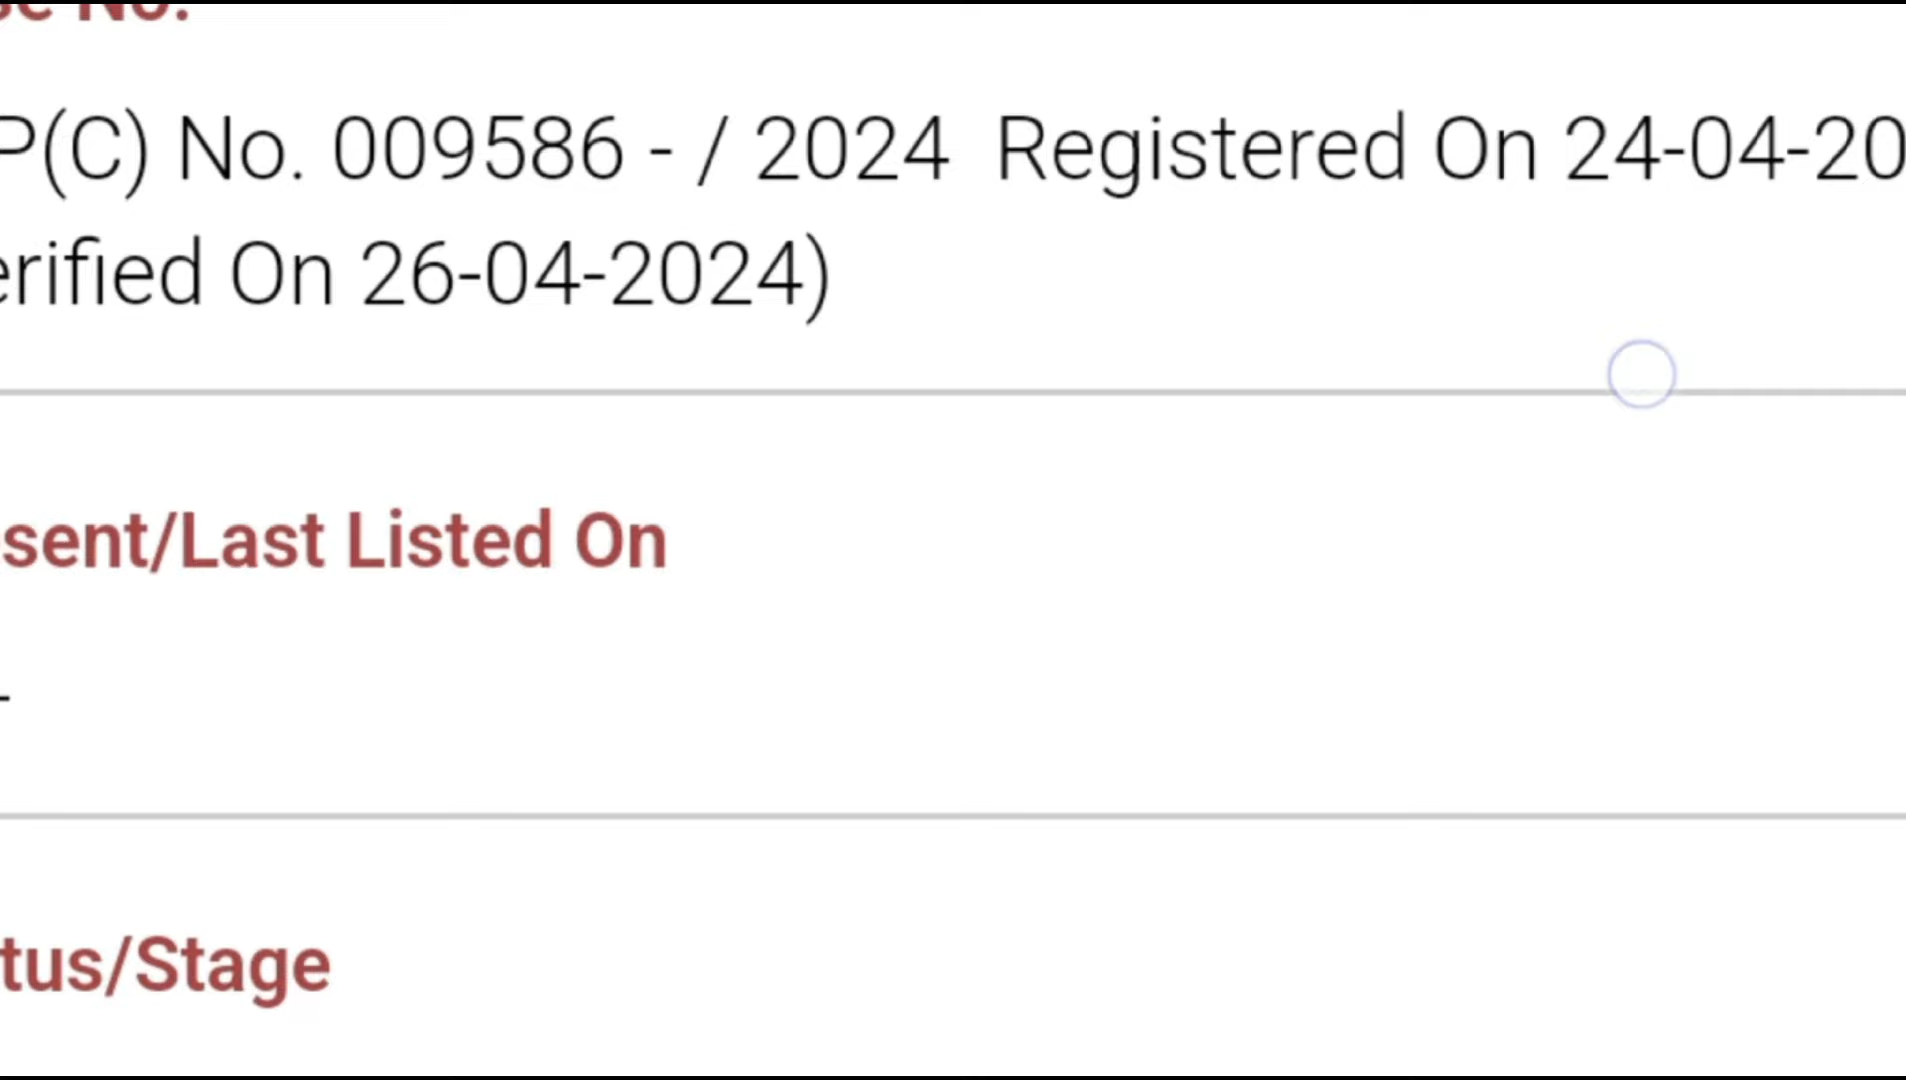 No.
P(C) No. 009586 - / 2024 Registered On 24-04-20
erified On 26-04-2024)
sent/Last Listed On
-
tus/Stage